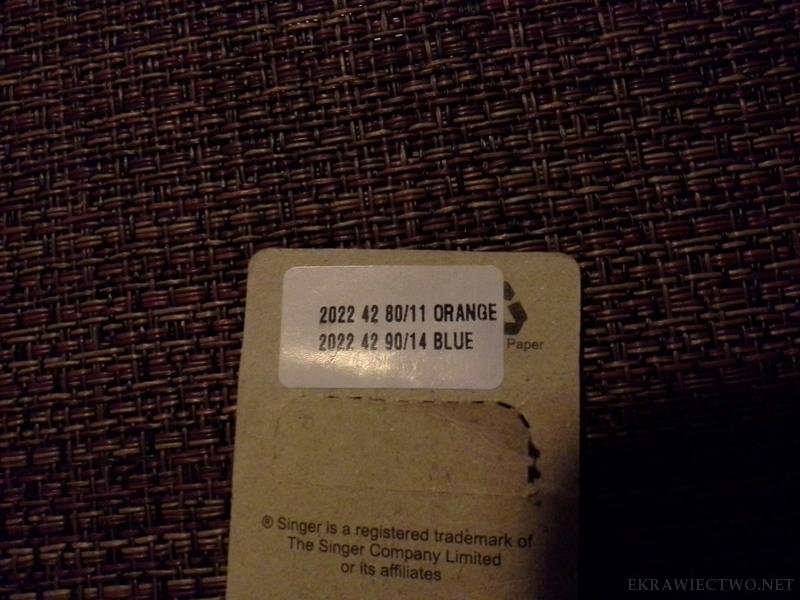 2022 42 80/11 ORANGE
2022 42 90/14 BLUE
Paper
® Singer is a registered trademark of
The Singer Company Limited
or its affiliates
EKRAWIECTWO.NET